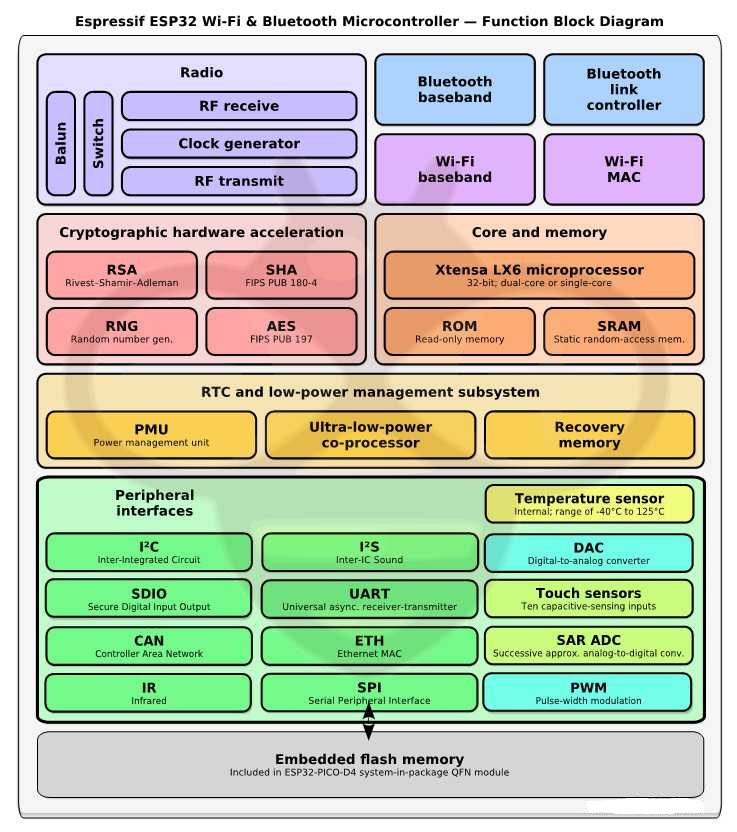 Espressif ESP32 Wi-Fi & Bluetooth Microcontroller — Function Block Diagram
Radio
Balun
Switch
RF receive
Clock generator
RF transmit
Bluetooth
baseband
Bluetooth
link
controller
Wi-Fi
baseband
Wi-Fi
MAC
Cryptographic hardware acceleration
RSA
Rivest–Shamir–Adleman
SHA
FIPS PUB 180-4
RNG
Random number gen.
AES
FIPS PUB 197
Core and memory
Xtensa LX6 microprocessor
32-bit; dual-core or single-core
ROM
Read-only memory
SRAM
Static random-access mem.
RTC and low-power management subsystem
PMU
Power management unit
Ultra-low-power
co-processor
Recovery
memory
Peripheral
interfaces
Temperature sensor
Internal; range of -40°C to 125°C
I²C
Inter-Integrated Circuit
I²S
Inter-IC Sound
DAC
Digital-to-analog converter
SDIO
Secure Digital Input Output
UART
Universal async. receiver-transmitter
Touch sensors
Ten capacitive-sensing inputs
CAN
Controller Area Network
ETH
Ethernet MAC
SAR ADC
Successive approx. analog-to-digital conv.
IR
Infrared
SPI
Serial Peripheral Interface
PWM
Pulse-width modulation
Embedded flash memory
Included in ESP32-PICO-D4 system-in-package QFN module